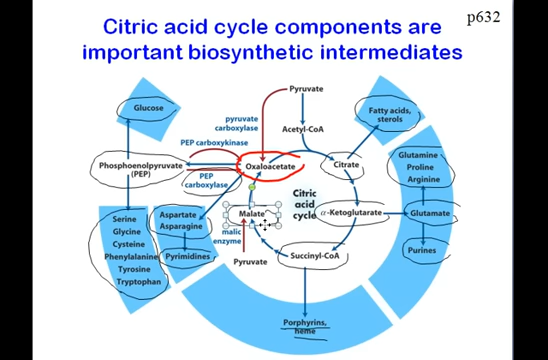 Citric acid cycle components are
p632
important biosynthetic intermediates
Pyruvate
Glucose
Fatty acids,
sterols
pyruvate
carboxylase
Acetyl-CoA
PEP carboxykinase
Phosphoenolpyruvate
(PEP)
Oxaloacetate
Citrate
Glutamine
Proline
Arginine
PEP
carboxylase
Citric
acid
cycle
Serine
Glycine
Cysteine
Phenylalanine
Tyrosine
Tryptophan
Aspartate
Asparagine
Pyrimidines
Malate
malic
enzyme
Pyruvate
α-Ketoglutarate
Glutamate
Purines
Succinyl-CoA
Porphyrins,
heme